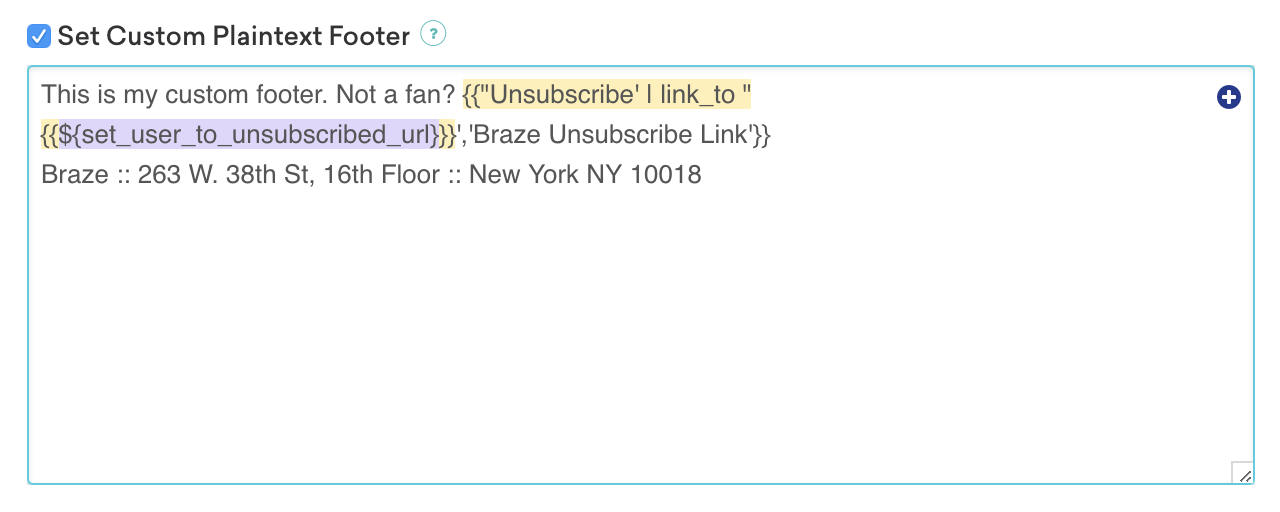 Set Custom Plaintext Footer ?
This is my custom footer. Not a fan? {{"Unsubscribe' | link_to "
{{${set_user_to_unsubscribed_url}}}','Braze Unsubscribe Link'}}
Braze :: 263 W. 38th St, 16th Floor :: New York NY 10018